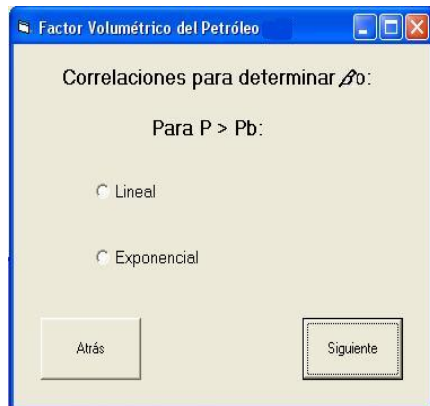 Factor Volumétrico del Petróleo
Correlaciones para determinar βo:
Para P > Pb:
Lineal
Exponencial
Atrás
Siguiente